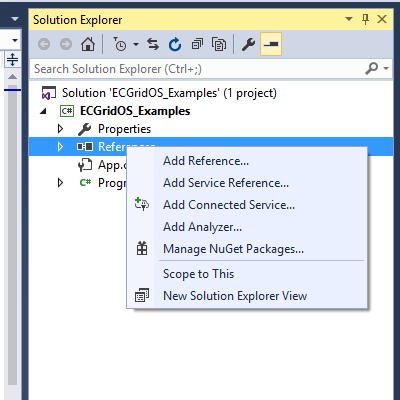 Solution Explorer
Search Solution Explorer (Ctrl+;)
Solution 'ECGridOS_Examples' (1 project)
C# ECGridOS_Examples
Properties
References
App.c
C# Progr
Add Reference...
Add Service Reference...
Add Connected Service...
Add Analyzer...
Manage NuGet Packages...
Scope to This
New Solution Explorer View